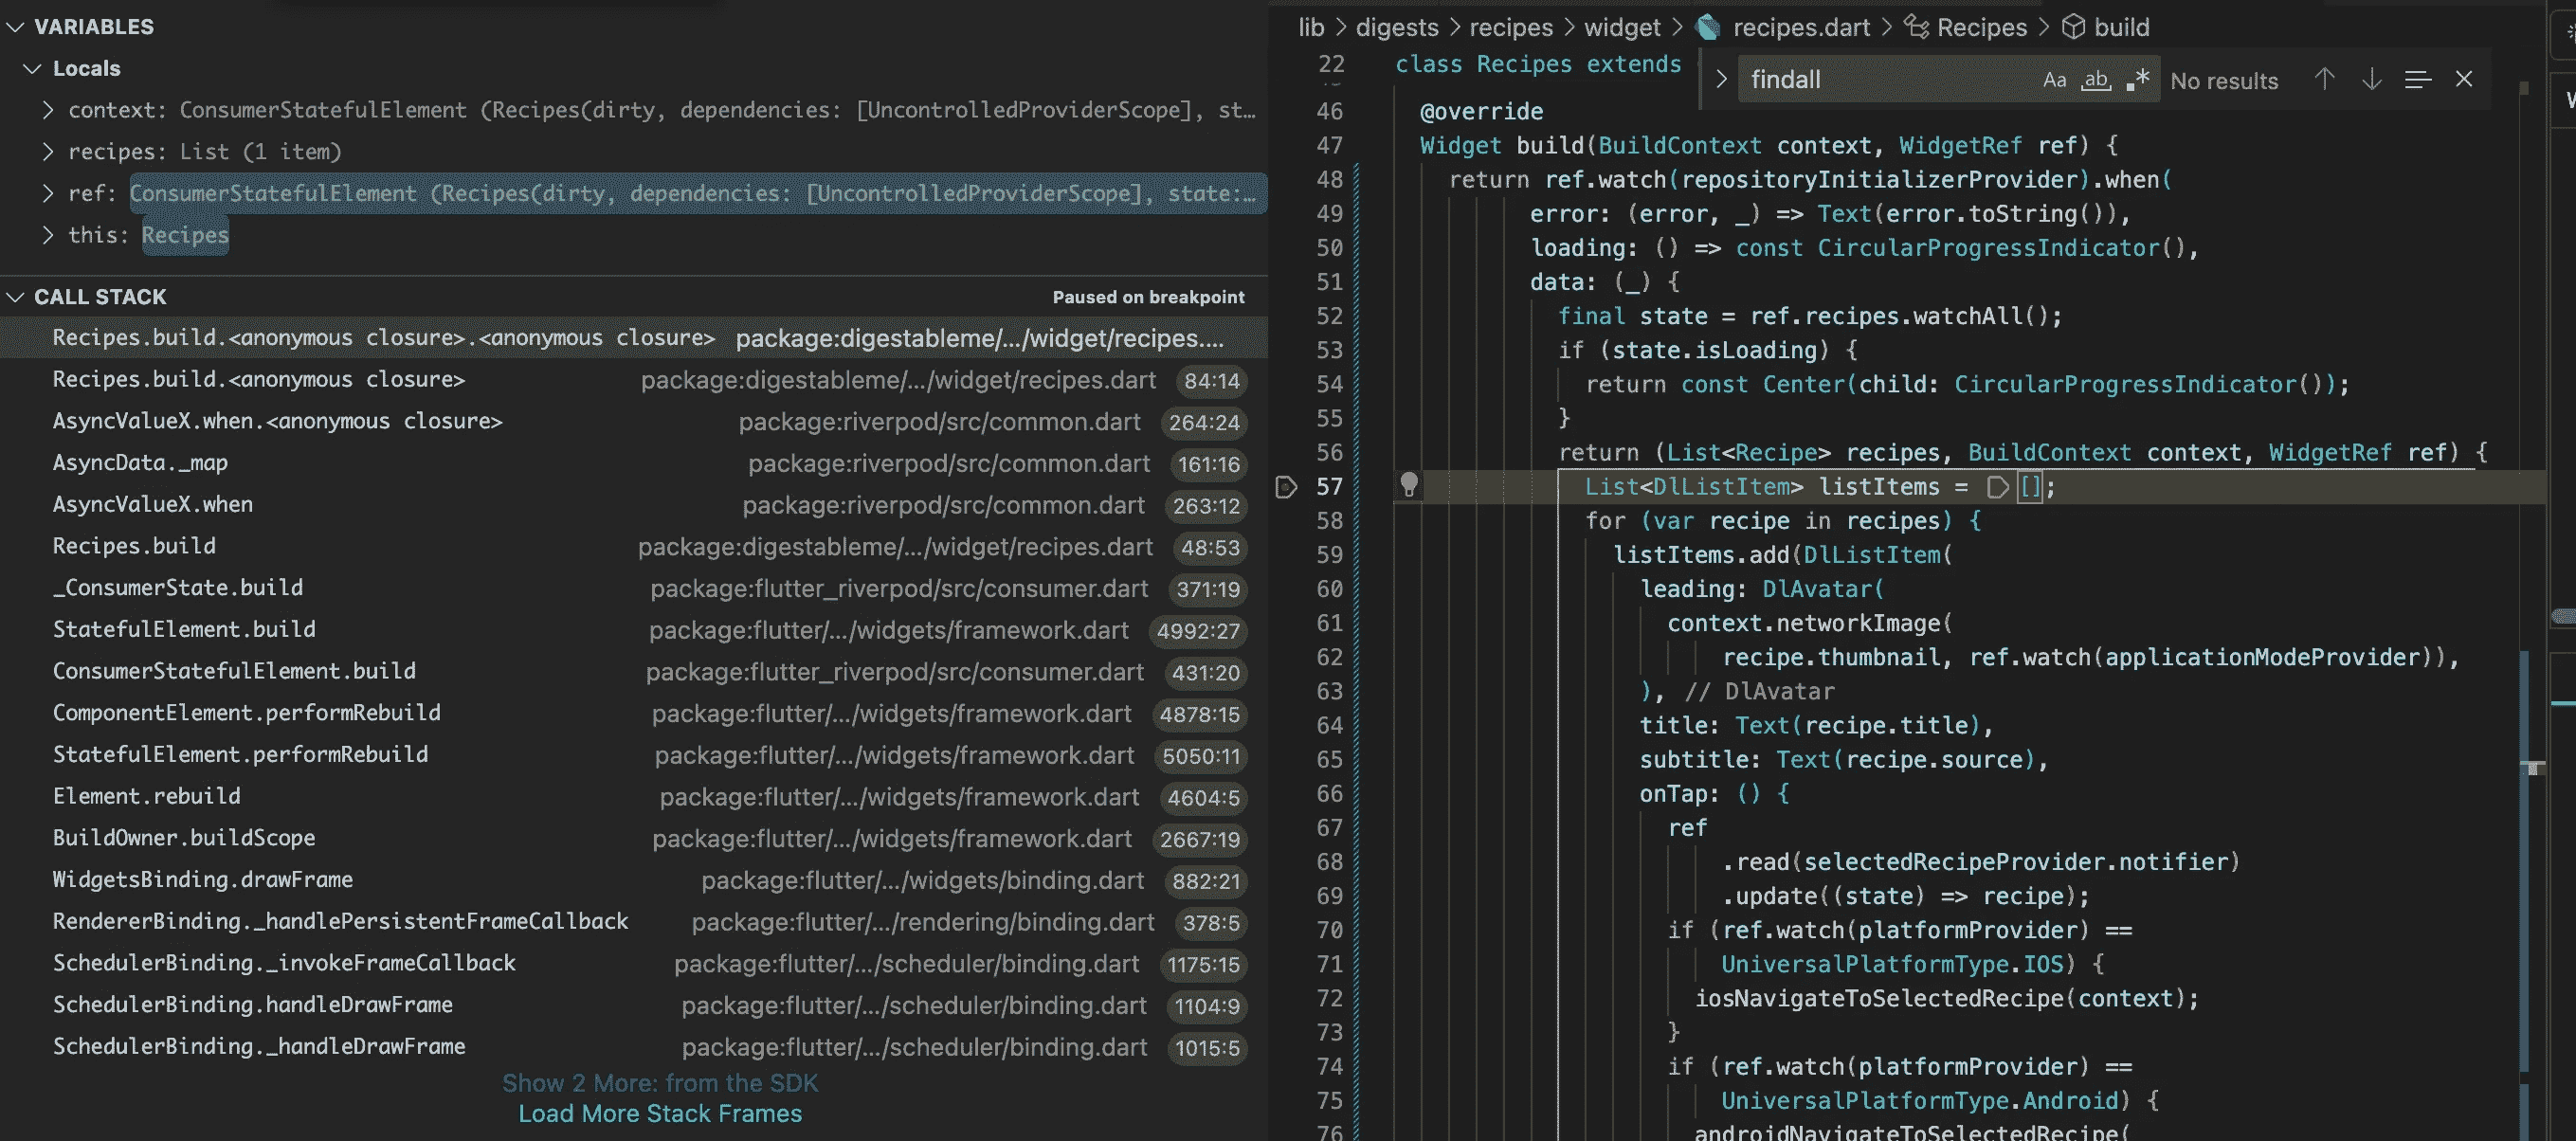 VARIABLES
Locals
context: ConsumerStatefulElement (Recipes(dirty, dependencies: [UncontrolledProviderScope], st…
recipes: List (1 item)
ref: ConsumerStatefulElement (Recipes(dirty, dependencies: [UncontrolledProviderScope], state:…
this: Recipes
CALL STACK Paused on breakpoint
Recipes.build.<anonymous closure>.<anonymous closure> package:digestableme/.../widget/recipes....
Recipes.build.<anonymous closure> package:digestableme/.../widget/recipes.dart 84:14
AsyncValueX.when.<anonymous closure> package:riverpod/src/common.dart 264:24
AsyncData._map package:riverpod/src/common.dart 161:16
AsyncValueX.when package:riverpod/src/common.dart 263:12
Recipes.build package:digestableme/.../widget/recipes.dart 48:53
_ConsumerState.build package:flutter_riverpod/src/consumer.dart 371:19
StatefulElement.build package:flutter/.../widgets/framework.dart 4992:27
ConsumerStatefulElement.build package:flutter_riverpod/src/consumer.dart 431:20
ComponentElement.performRebuild package:flutter/.../widgets/framework.dart 4878:15
StatefulElement.performRebuild package:flutter/.../widgets/framework.dart 5050:11
Element.rebuild package:flutter/.../widgets/framework.dart 4604:5
BuildOwner.buildScope package:flutter/.../widgets/framework.dart 2667:19
WidgetsBinding.drawFrame package:flutter/.../widgets/binding.dart 882:21
RendererBinding._handlePersistentFrameCallback package:flutter/.../rendering/binding.dart 378:5
SchedulerBinding._invokeFrameCallback package:flutter/.../scheduler/binding.dart 1175:15
SchedulerBinding.handleDrawFrame package:flutter/.../scheduler/binding.dart 1104:9
SchedulerBinding._handleDrawFrame package:flutter/.../scheduler/binding.dart 1015:5
Show 2 More: from the SDK
Load More Stack Frames
lib > digests > recipes > widget > recipes.dart > Recipes > build
22 class Recipes extends
findall Aa ab .* No results
46 @override
47 Widget build(BuildContext context, WidgetRef ref) {
48 return ref.watch(repositoryInitializerProvider).when(
49 error: (error, _) => Text(error.toString()),
50 loading: () => const CircularProgressIndicator(),
51 data: (_) {
52 final state = ref.recipes.watchAll();
53 if (state.isLoading) {
54 return const Center(child: CircularProgressIndicator());
55 }
56 return (List<Recipe> recipes, BuildContext context, WidgetRef ref) {
57 List<DlListItem> listItems = [];
58 for (var recipe in recipes) {
59 listItems.add(DlListItem(
60 leading: DlAvatar(
61 context.networkImage(
62 recipe.thumbnail, ref.watch(applicationModeProvider)),
63 ), // DlAvatar
64 title: Text(recipe.title),
65 subtitle: Text(recipe.source),
66 onTap: () {
67 ref
68 .read(selectedRecipeProvider.notifier)
69 .update((state) => recipe);
70 if (ref.watch(platformProvider) ==
71 UniversalPlatformType.IOS) {
72 iosNavigateToSelectedRecipe(context);
73 }
74 if (ref.watch(platformProvider) ==
75 UniversalPlatformType.Android) {
76 androidNavigateToSelectedRecipe(